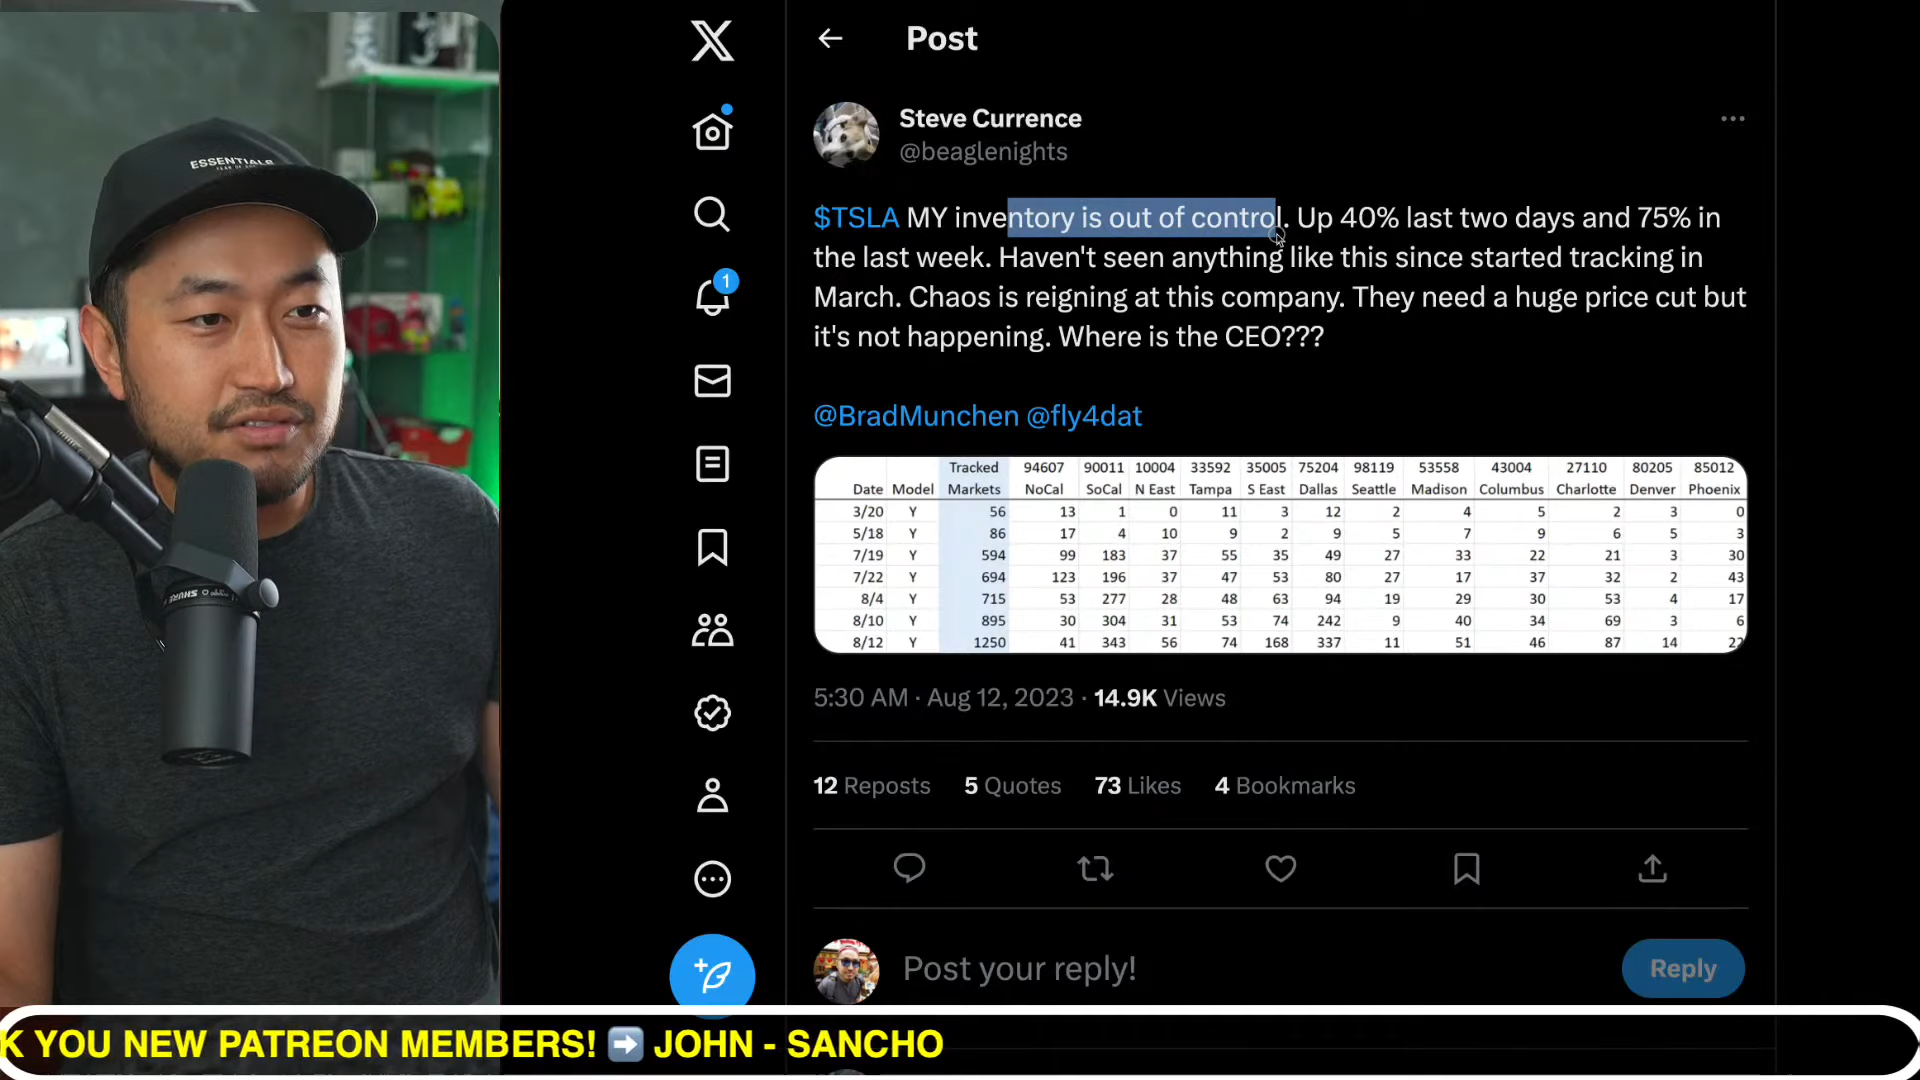 ESSENTIALS
SHURE
Post
Steve Currence
@beaglenights
$TSLA MY inventory is out of control. Up 40% last two days and 75% in
the last week. Haven't seen anything like this since started tracking in
March. Chaos is reigning at this company. They need a huge price cut but
it's not happening. Where is the CEO???
@BradMunchen @fly4dat
Tracked 94607 90011 10004 33592 35005 75204 98119 53558 43004 27110 80205 85012
Date Model Markets NoCal SoCal N East Tampa S East Dallas Seattle Madison Columbus Charlotte Denver Phoenix
3/20 Y 56 13 1 0 11 3 12 2 4 5 2 3 0
5/18 Y 86 17 4 10 9 2 9 5 7 9 6 5 3
7/19 Y 594 99 183 37 55 35 49 27 33 22 21 3 30
7/22 Y 694 123 196 37 47 53 80 27 17 37 32 2 43
8/4 Y 715 53 277 28 48 63 94 19 29 30 53 4 17
8/10 Y 895 30 304 31 53 74 242 9 40 34 69 3 6
8/12 Y 1250 41 343 56 74 168 337 11 51 46 87 14 22
5:30 AM · Aug 12, 2023 · 14.9K Views
12 Reposts 5 Quotes 73 Likes 4 Bookmarks
1
Post your reply!
Reply
K YOU NEW PATREON MEMBERS! ➡ JOHN - SANCHO